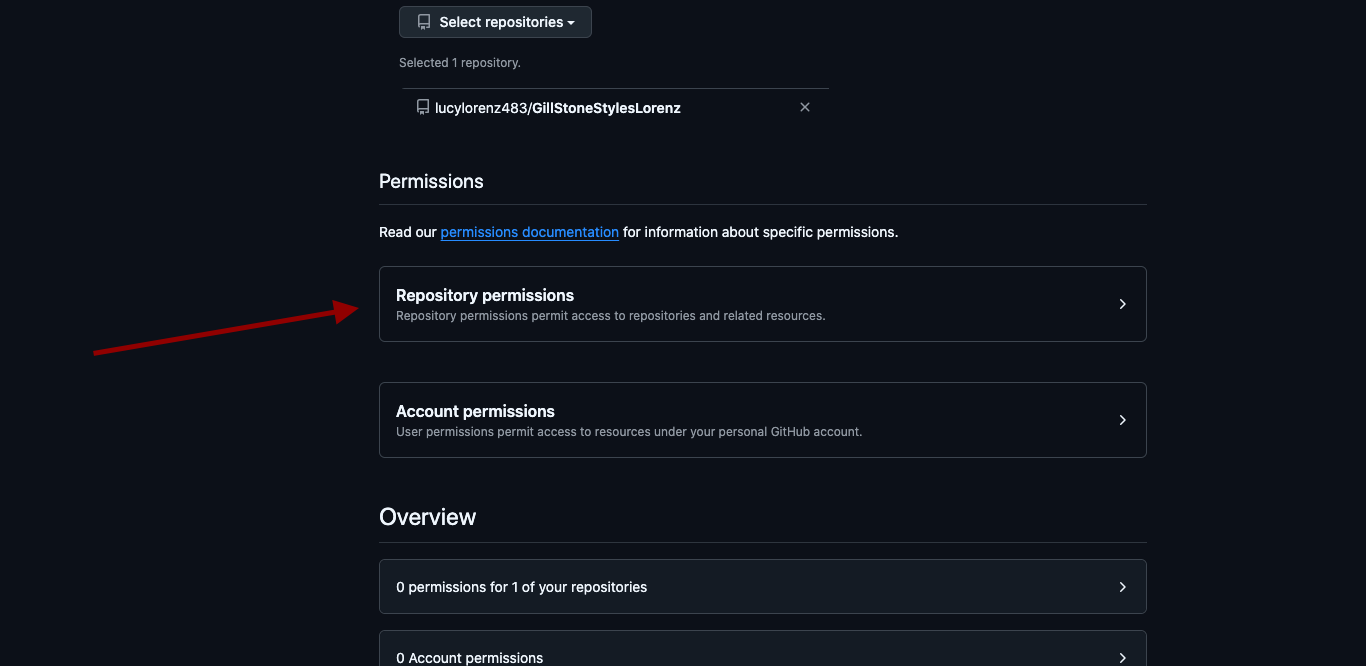 Select repositories
Selected 1 repository.
lucylorenz483/GillStoneStylesLorenz
Permissions
Read our permissions documentation for information about specific permissions.
Repository permissions
Repository permissions permit access to repositories and related resources.
Account permissions
User permissions permit access to resources under your personal GitHub account.
Overview
0 permissions for 1 of your repositories
0 Account permissions